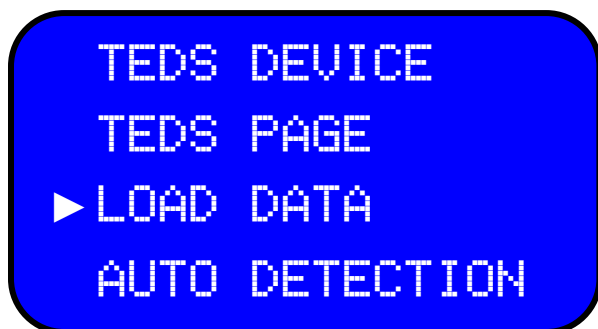 TEDS DEVICE
TEDS PAGE
►LOAD DATA
AUTO DETECTION